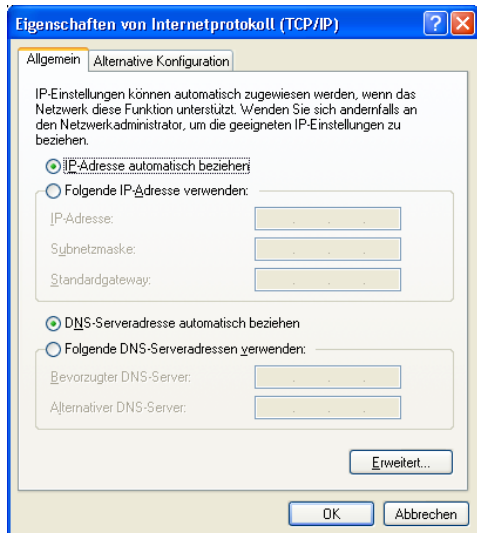 Eigenschaften von Internetprotokoll (TCP/IP)
Allgemein
Alternative Konfiguration
IP-Einstellungen können automatisch zugewiesen werden, wenn das
Netzwerk diese Funktion unterstützt. Wenden Sie sich andernfalls an
den Netzwerkadministrator, um die geeigneten IP-Einstellungen zu
beziehen.
IP-Adresse automatisch beziehen
Folgende IP-Adresse verwenden:
IP-Adresse:
Subnetzmaske:
Standardgateway:
DNS-Serveradresse automatisch beziehen
Folgende DNS-Serveradressen verwenden:
Bevorzugter DNS-Server:
Alternativer DNS-Server:
Erweitert...
OK
Abbrechen